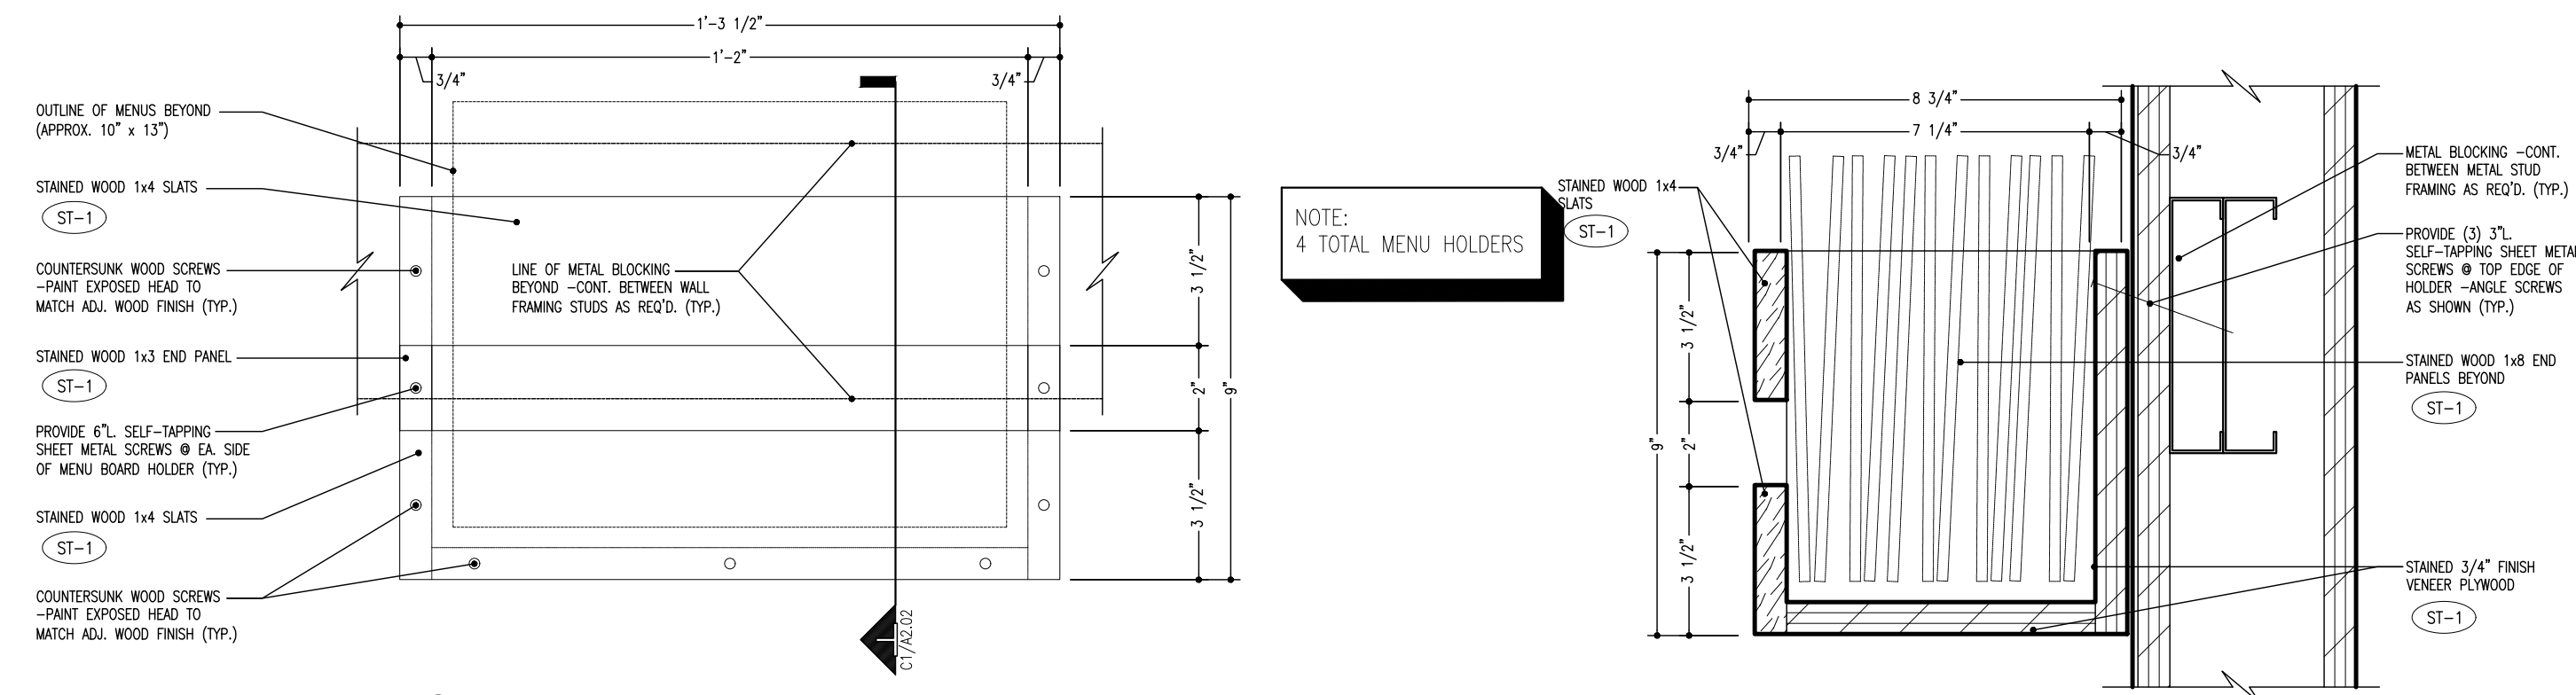 1'-3 1/2"
1'-2"
3/4"
3/4"
OUTLINE OF MENUS BEYOND
(APPROX. 10" x 13")
STAINED WOOD 1x4 SLATS
ST-1
COUNTERSUNK WOOD SCREWS
-PAINT EXPOSED HEAD TO
MATCH ADJ. WOOD FINISH (TYP.)
STAINED WOOD 1x3 END PANEL
ST-1
PROVIDE 6"L. SELF-TAPPING
SHEET METAL SCREWS @ EA. SIDE
OF MENU BOARD HOLDER (TYP.)
STAINED WOOD 1x4 SLATS
ST-1
COUNTERSUNK WOOD SCREWS
-PAINT EXPOSED HEAD TO
MATCH ADJ. WOOD FINISH (TYP.)
LINE OF METAL BLOCKING
BEYOND -CONT. BETWEEN WALL
FRAMING STUDS AS REQ'D. (TYP.)
3 1/2"
2"
9"
3 1/2"
C1/A2.02
NOTE:
4 TOTAL MENU HOLDERS
STAINED WOOD 1x4
SLATS
ST-1
8 3/4"
7 1/4"
3/4"
3/4"
3 1/2"
9"
2"
3 1/2"
METAL BLOCKING -CONT.
BETWEEN METAL STUD
FRAMING AS REQ'D. (TYP.)
PROVIDE (3) 3"L.
SELF-TAPPING SHEET METAL
SCREWS @ TOP EDGE OF
HOLDER -ANGLE SCREWS
AS SHOWN (TYP.)
STAINED WOOD 1x8 END
PANELS BEYOND
ST-1
STAINED 3/4" FINISH
VENEER PLYWOOD
ST-1